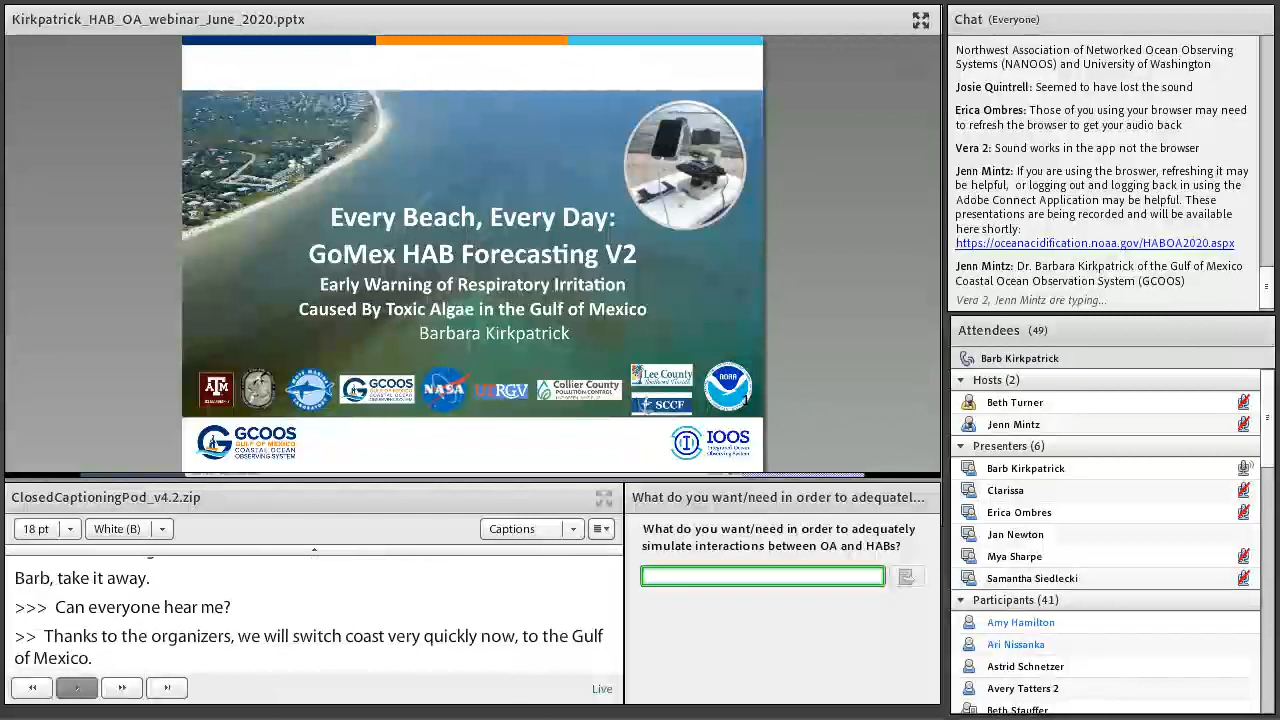 Kirkpatrick_HAB_OA_webinar_June_2020.pptx
Every Beach, Every Day:
GoMex HAB Forecasting V2
Early Warning of Respiratory Irritation
Caused By Toxic Algae in the Gulf of Mexico
Barbara Kirkpatrick
TM
GCOOS
NASA
UTRGV
Collier County
POLLUTION CONTROL
Lee County
Southwest Florida
SCCF
NOAA
1
GCOOS
GULF OF MEXICO
COASTAL OCEAN
OBSERVING SYSTEM
IOOS
Integrated Ocean
Observing System
ClosedCaptioningPod_v4.2.zip
18 pt
White (B)
Captions
Barb, take it away.
>>> Can everyone hear me?
>> Thanks to the organizers, we will switch coast very quickly now, to the Gulf
of Mexico.
Live
What do you want/need in order to adequatel...
What do you want/need in order to adequately
simulate interactions between OA and HABs?
Chat (Everyone)
Northwest Association of Networked Ocean Observing
Systems (NANOOS) and University of Washington
Josie Quintrell: Seemed to have lost the sound
Erica Ombres: Those of you using your browser may need
to refresh the browser to get your audio back
Vera 2: Sound works in the app not the browser
Jenn Mintz: If you are using the broswer, refreshing it may
be helpful, or logging out and logging back in using the
Adobe Connect Application may be helpful. These
presentations are being recorded and will be available
here shortly:
https://oceanacidification.noaa.gov/HABOA2020.aspx
Jenn Mintz: Dr. Barbara Kirkpatrick of the Gulf of Mexico
Coastal Ocean Observation System (GCOOS)
Vera 2, Jenn Mintz are typing...
Attendees (49)
Barb Kirkpatrick
Hosts (2)
Beth Turner
Jenn Mintz
Presenters (6)
Barb Kirkpatrick
Clarissa
Erica Ombres
Jan Newton
Mya Sharpe
Samantha Siedlecki
Participants (41)
Amy Hamilton
Ari Nissanka
Astrid Schnetzer
Avery Tatters 2
Beth Stauffer